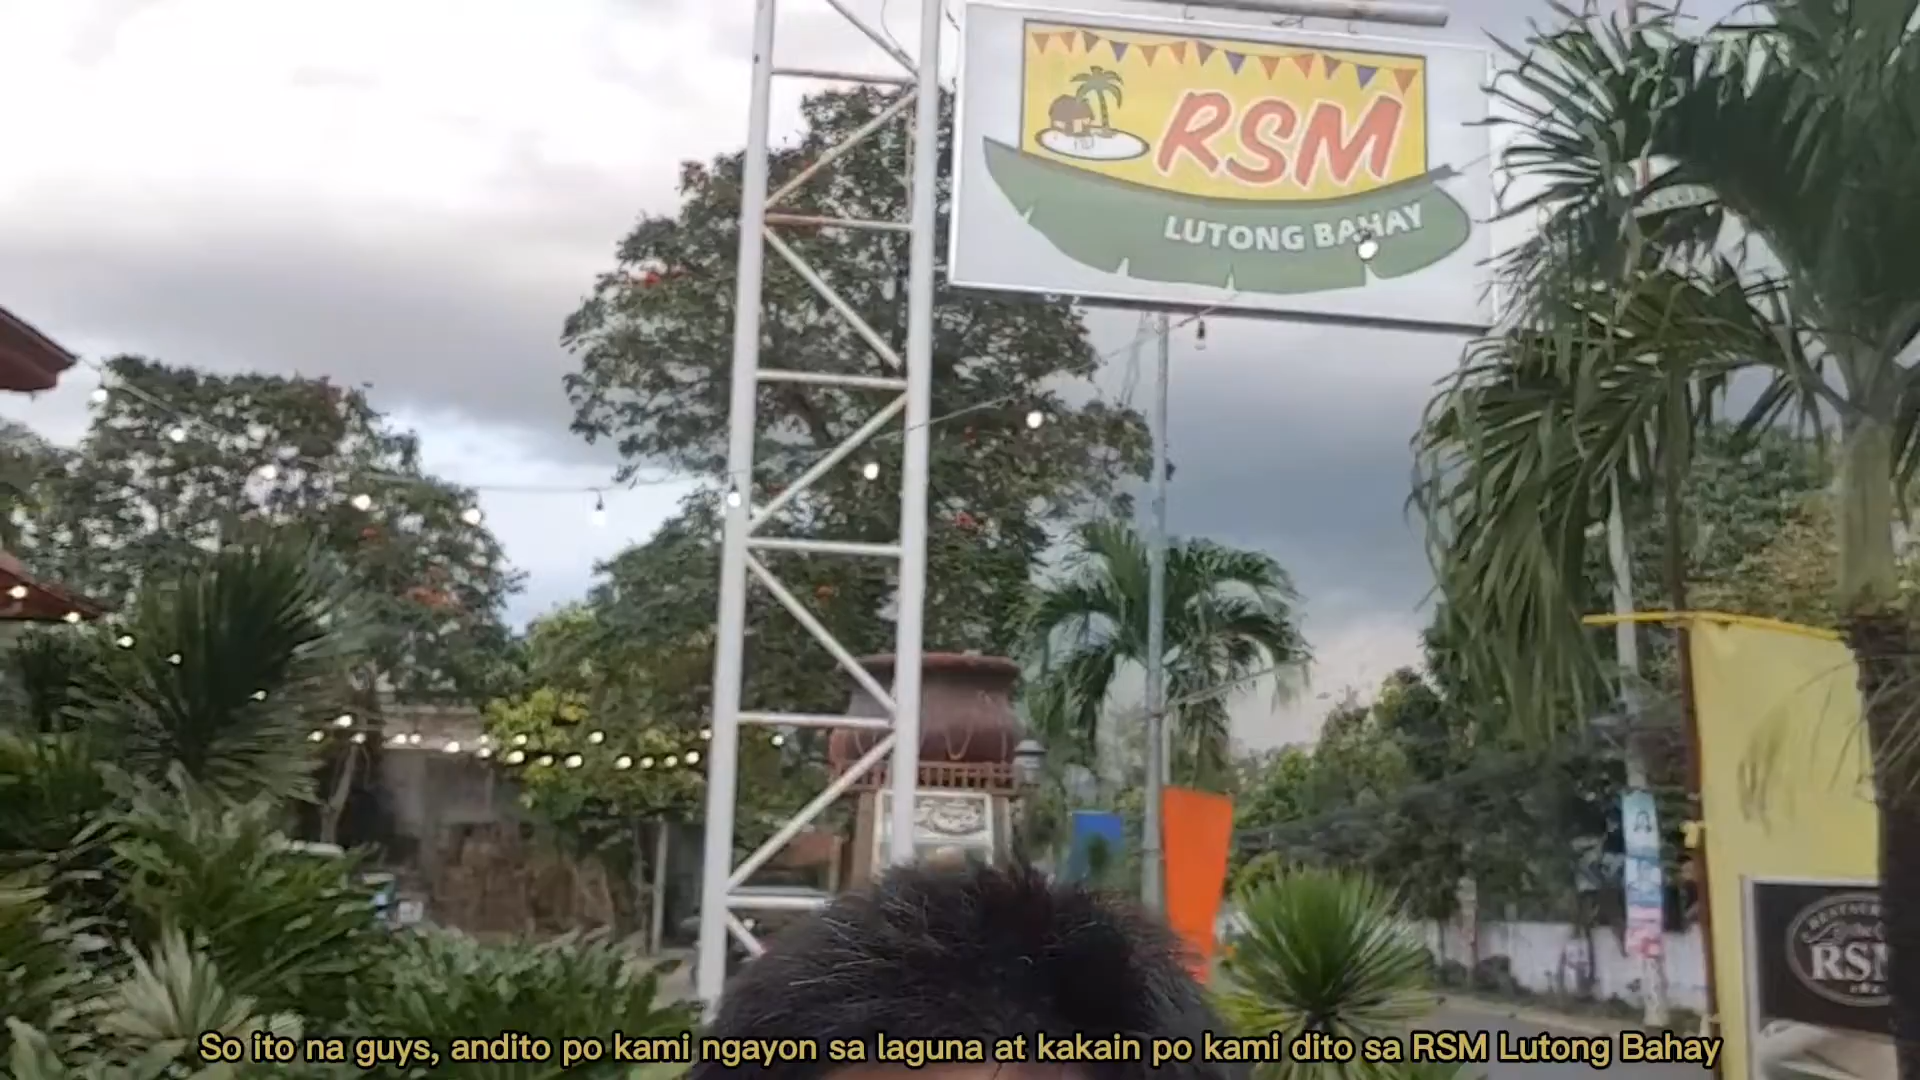 RSM
LUTONG BAHAY
RSM
So ito na guys, andito po kami ngayon sa laguna at kakain po kami dito sa RSM Lutong Bahay